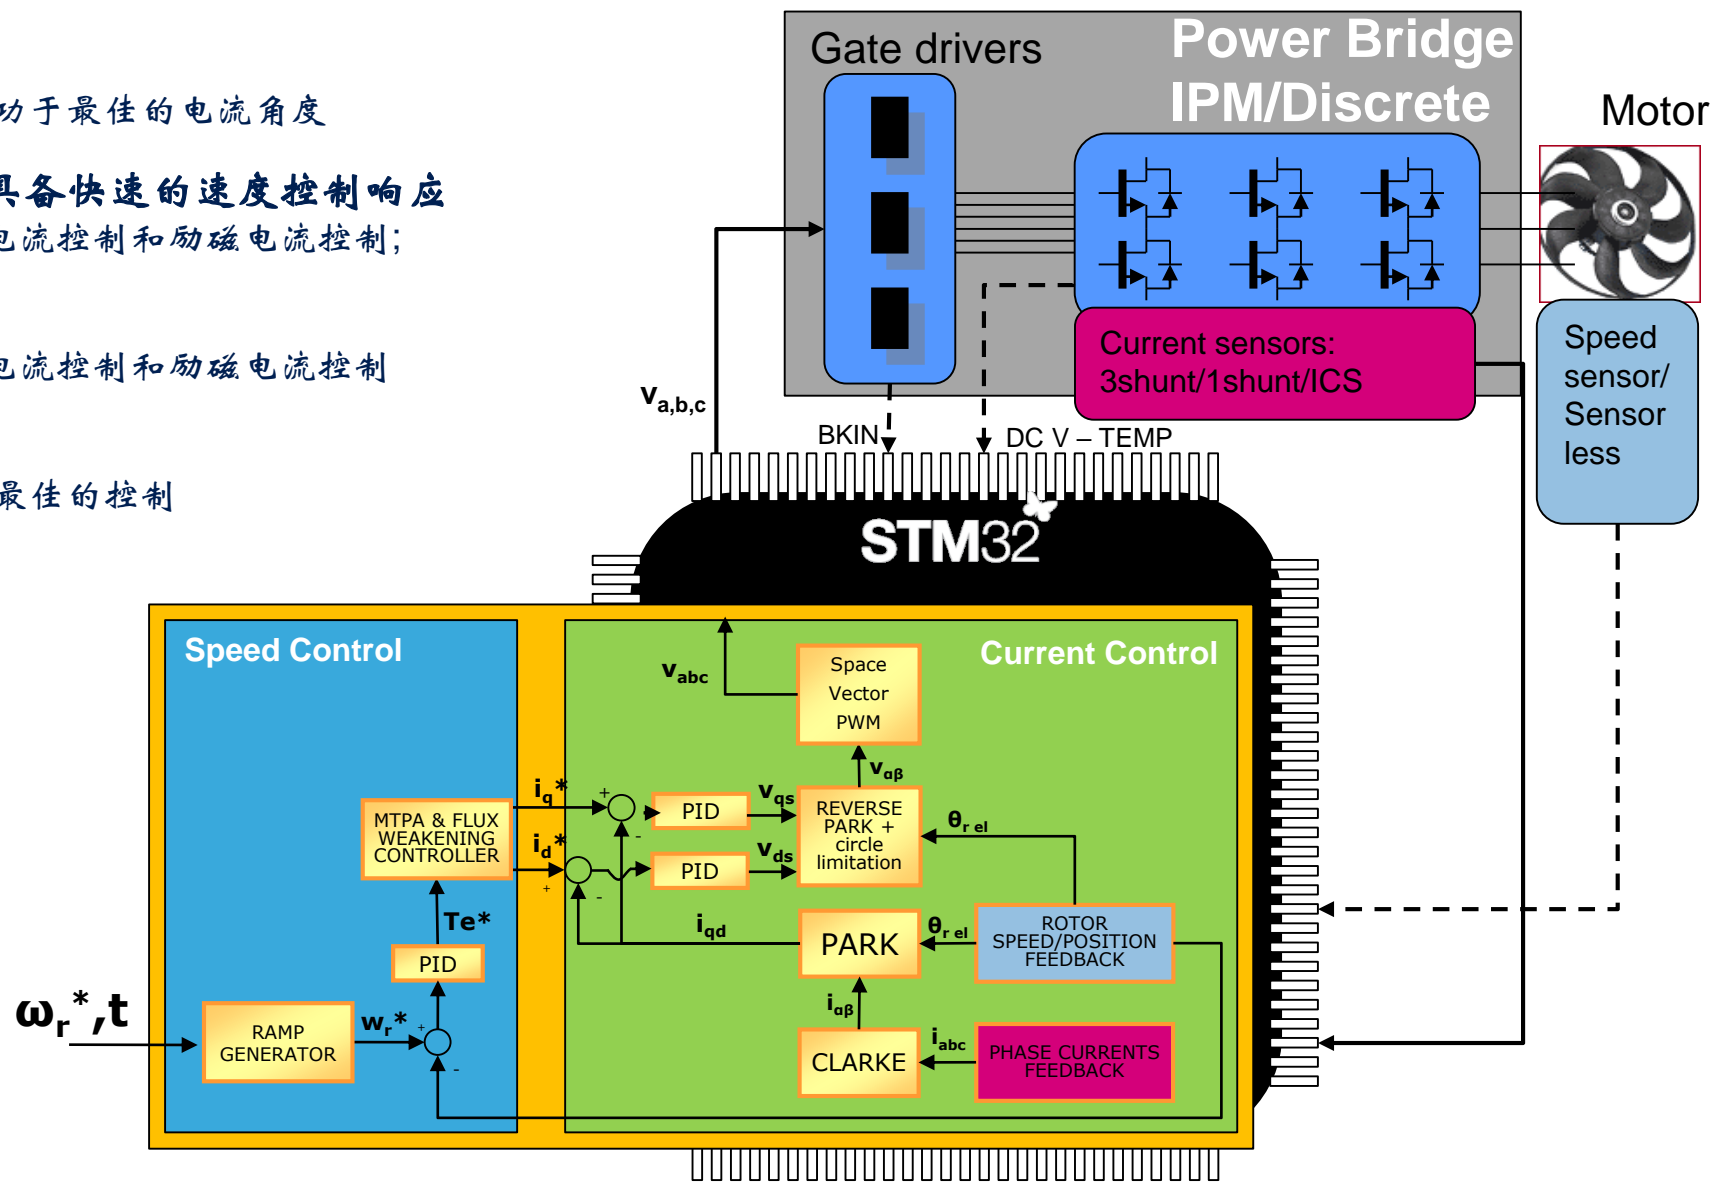 功于最佳的电流角度
具备快速的速度控制响应
电流控制和励磁电流控制;
电流控制和励磁电流控制
最佳的控制
Gate drivers
Power Bridge
IPM/Discrete
Motor
Current sensors:
3shunt/1shunt/ICS
Speed
sensor/
Sensor
less
va,b,c
BKIN
DC V – TEMP
STM32
Speed Control
Current Control
vabc
Space
Vector
PWM
vαβ
iq*
+
-
PID
vqs
MTPA & FLUX
WEAKENING
CONTROLLER
REVERSE
PARK +
circle
limitation
θr el
id*
+
-
PID
vds
Te*
iqd
PARK
θr el
ROTOR
SPEED/POSITION
FEEDBACK
PID
ωr*,t
RAMP
GENERATOR
wr*
+
-
iαβ
CLARKE
iabc
PHASE CURRENTS
FEEDBACK